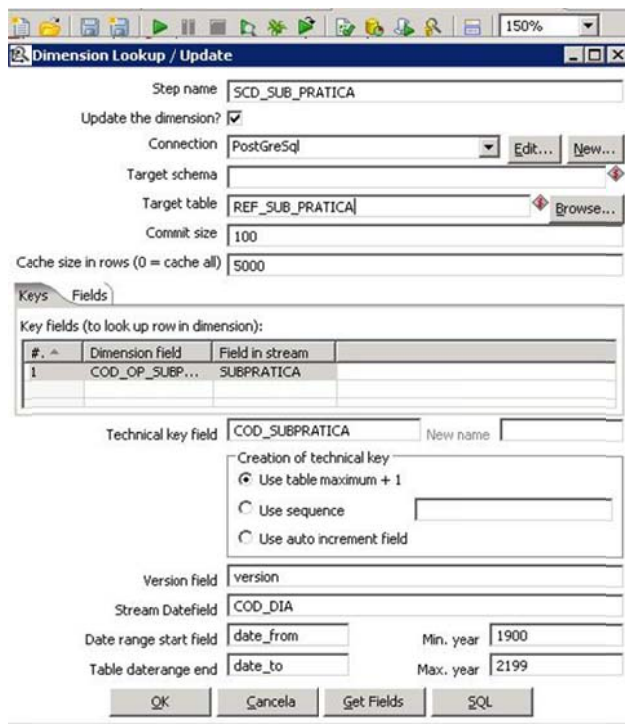 150%
Dimension Lookup / Update
Step name SCD_SUB_PRATICA
Update the dimension?
Connection PostGreSql Edit... New...
Target schema
Target table REF_SUB_PRATICA Browse...
Commit size 100
Cache size in rows (0 = cache all) 5000
Keys Fields
Key fields (to look up row in dimension):
#. Dimension field Field in stream
1 COD_OP_SUBP... SUBPRATICA
Technical key field COD_SUBPRATICA New name
Creation of technical key
Use table maximum + 1
Use sequence
Use auto increment field
Version field version
Stream Datefield COD_DIA
Date range start field date_from Min. year 1900
Table daterange end date_to Max. year 2199
OK Cancela Get Fields SQL